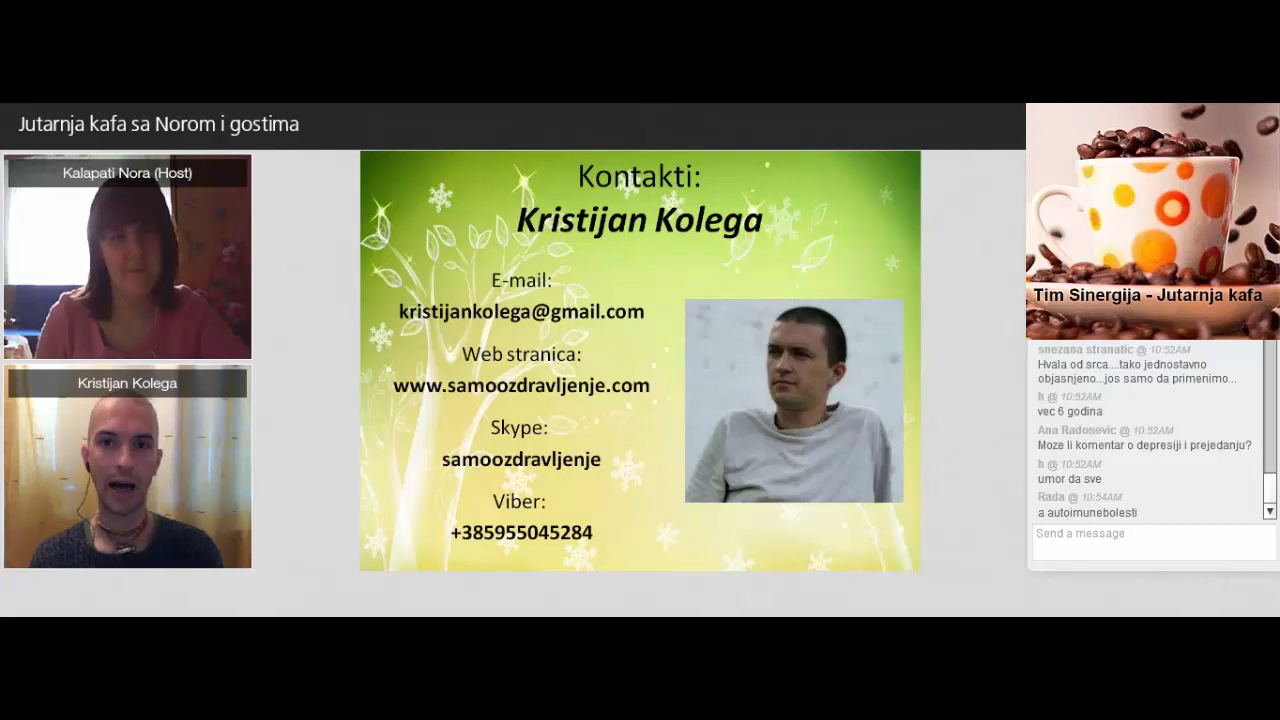 Jutarnja kafa sa Norom i gostima
Kalapati Nora (Host)
Kristijan Kolega
Kontakti:
Kristijan Kolega
E-mail:
kristijankolega@gmail.com
Web stranica:
www.samoozdravljenje.com
Skype:
samoozdravljenje
Viber:
+385955045284
Tim Sinergija - Jutarnja kafa
snezana stranatic @ 10:52AM
Hvala od srca....tako jednostavno
objasnjeno...jos samo da primenimo...
h @ 10:52AM
vec 6 godina
Ana Radosevic @ 10:52AM
Moze li komentar o depresiji i prejedanju?
h @ 10:52AM
umor da sve
Rada @ 10:54AM
a autoimunebolesti
Send a message